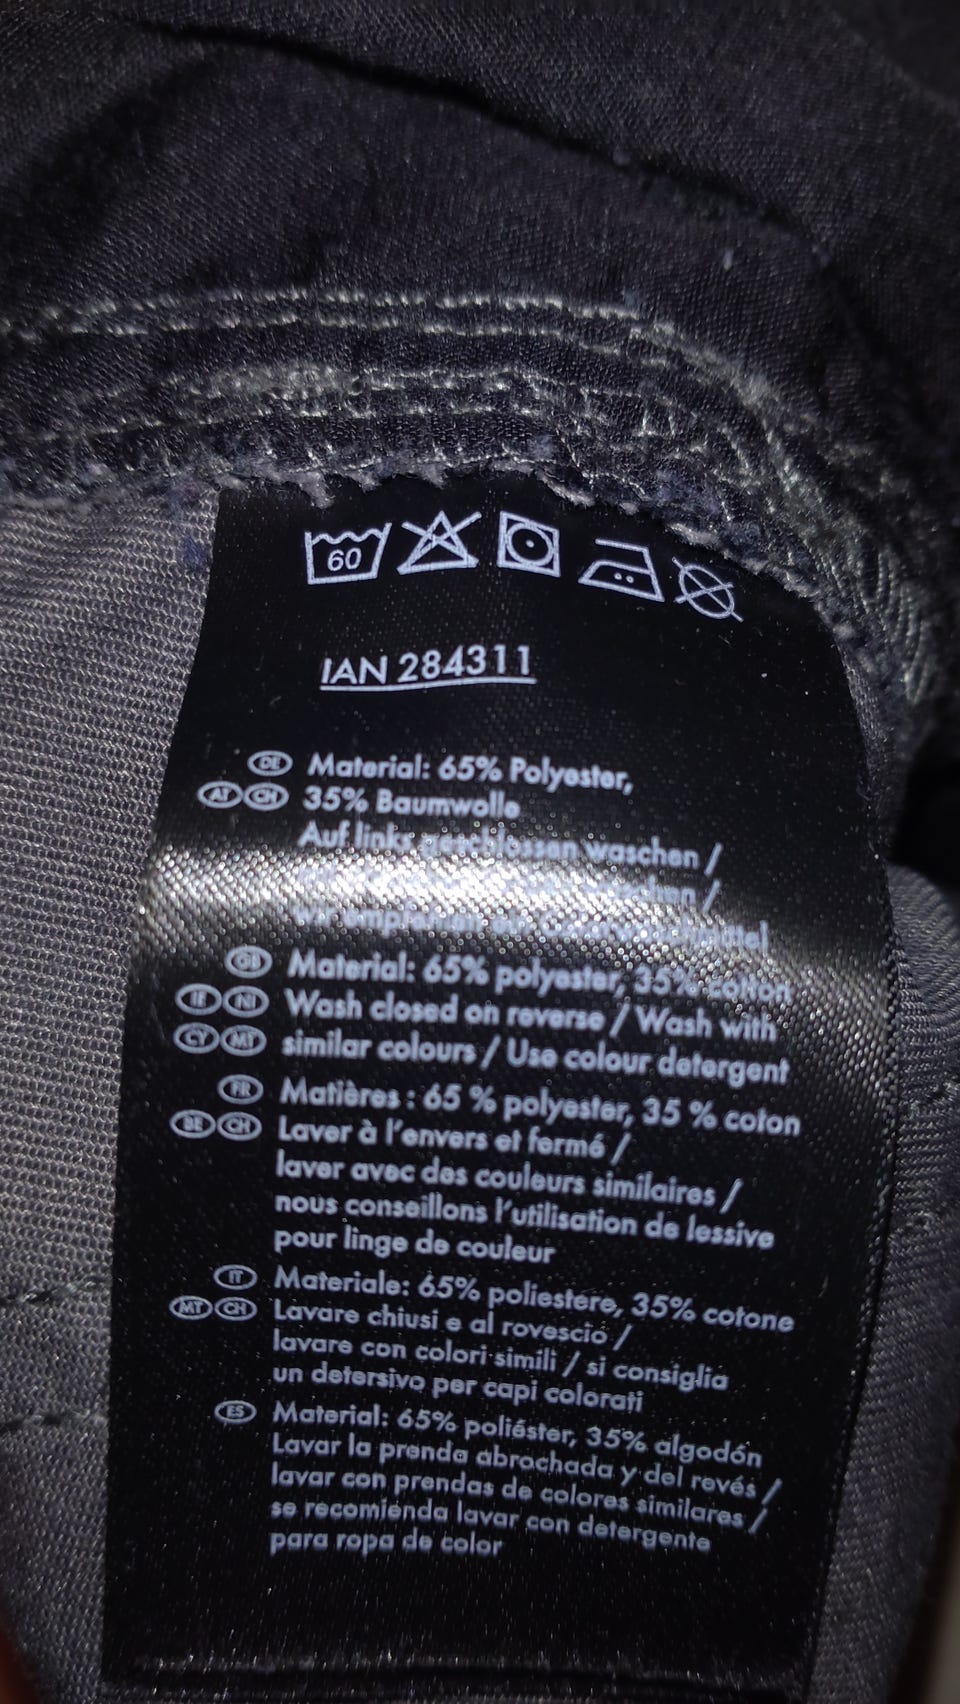 60
IAN 284311
DE Material: 65% Polyester,
AT CH 35% Baumwolle
Auf links geschlossen waschen /
GB Material: 65% polyester, 35% cotton
IE NI Wash closed on reverse / Wash with
CY MT similar colours / Use colour detergent
FR Matières : 65 % polyester, 35 % coton
BE CH Laver à l'envers et fermé /
laver avec des couleurs similaires /
nous conseillons l'utilisation de lessive
pour linge de couleur
IT Materiale: 65% poliestere, 35% cotone
MT CH Lavare chiusi e al rovescio /
lavare con colori simili / si consiglia
un detersivo per capi colorati
ES Material: 65% poliéster, 35% algodón
Lavar la prenda abrochada y del revés /
lavar con prendas de colores similares /
se recomienda lavar con detergente
para ropa de color